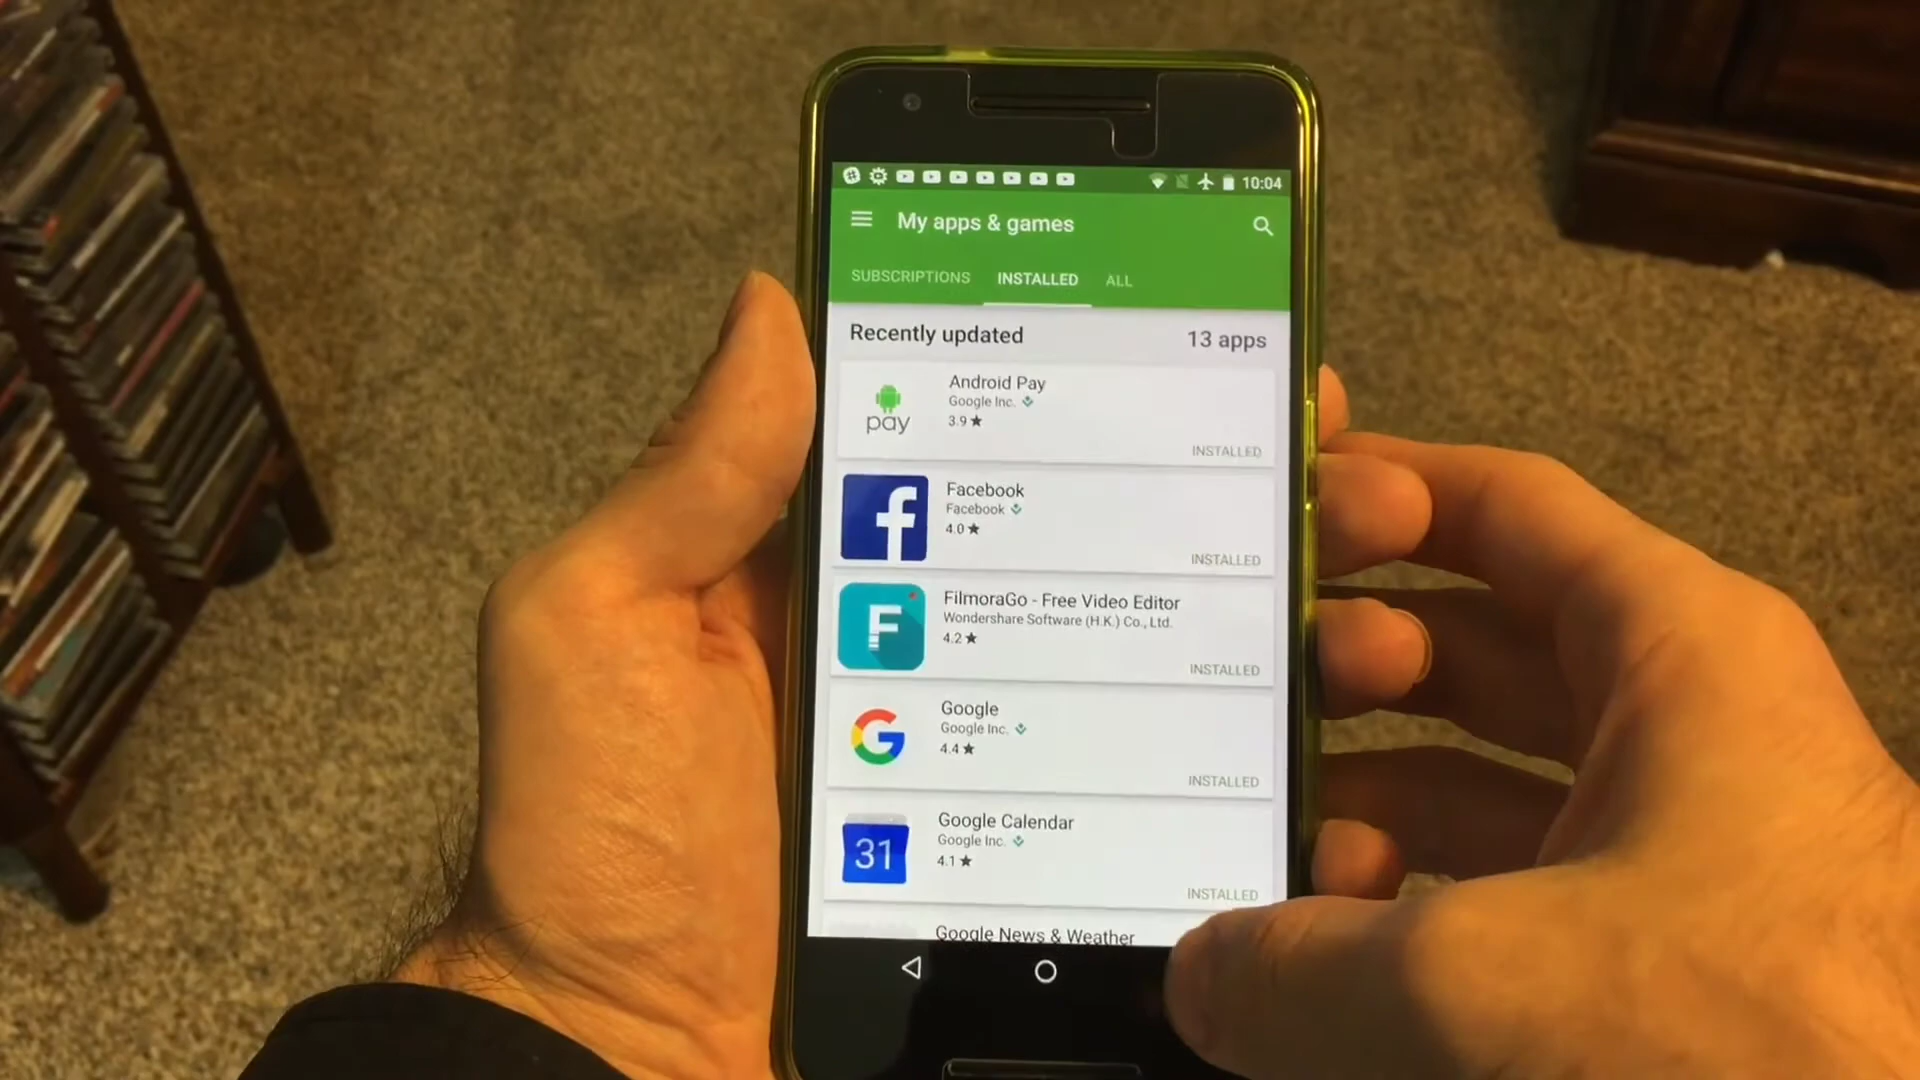 10:04
My apps & games
SUBSCRIPTIONS INSTALLED ALL
Recently updated 13 apps
pay
Android Pay
Google Inc.
3.9 ★
INSTALLED
f
Facebook
Facebook
4.0 ★
INSTALLED
F
FilmoraGo - Free Video Editor
Wondershare Software (H.K.) Co., Ltd.
4.2 ★
INSTALLED
G
Google
Google Inc.
4.4 ★
INSTALLED
31
Google Calendar
Google Inc.
4.1 ★
INSTALLED
Google News & Weather